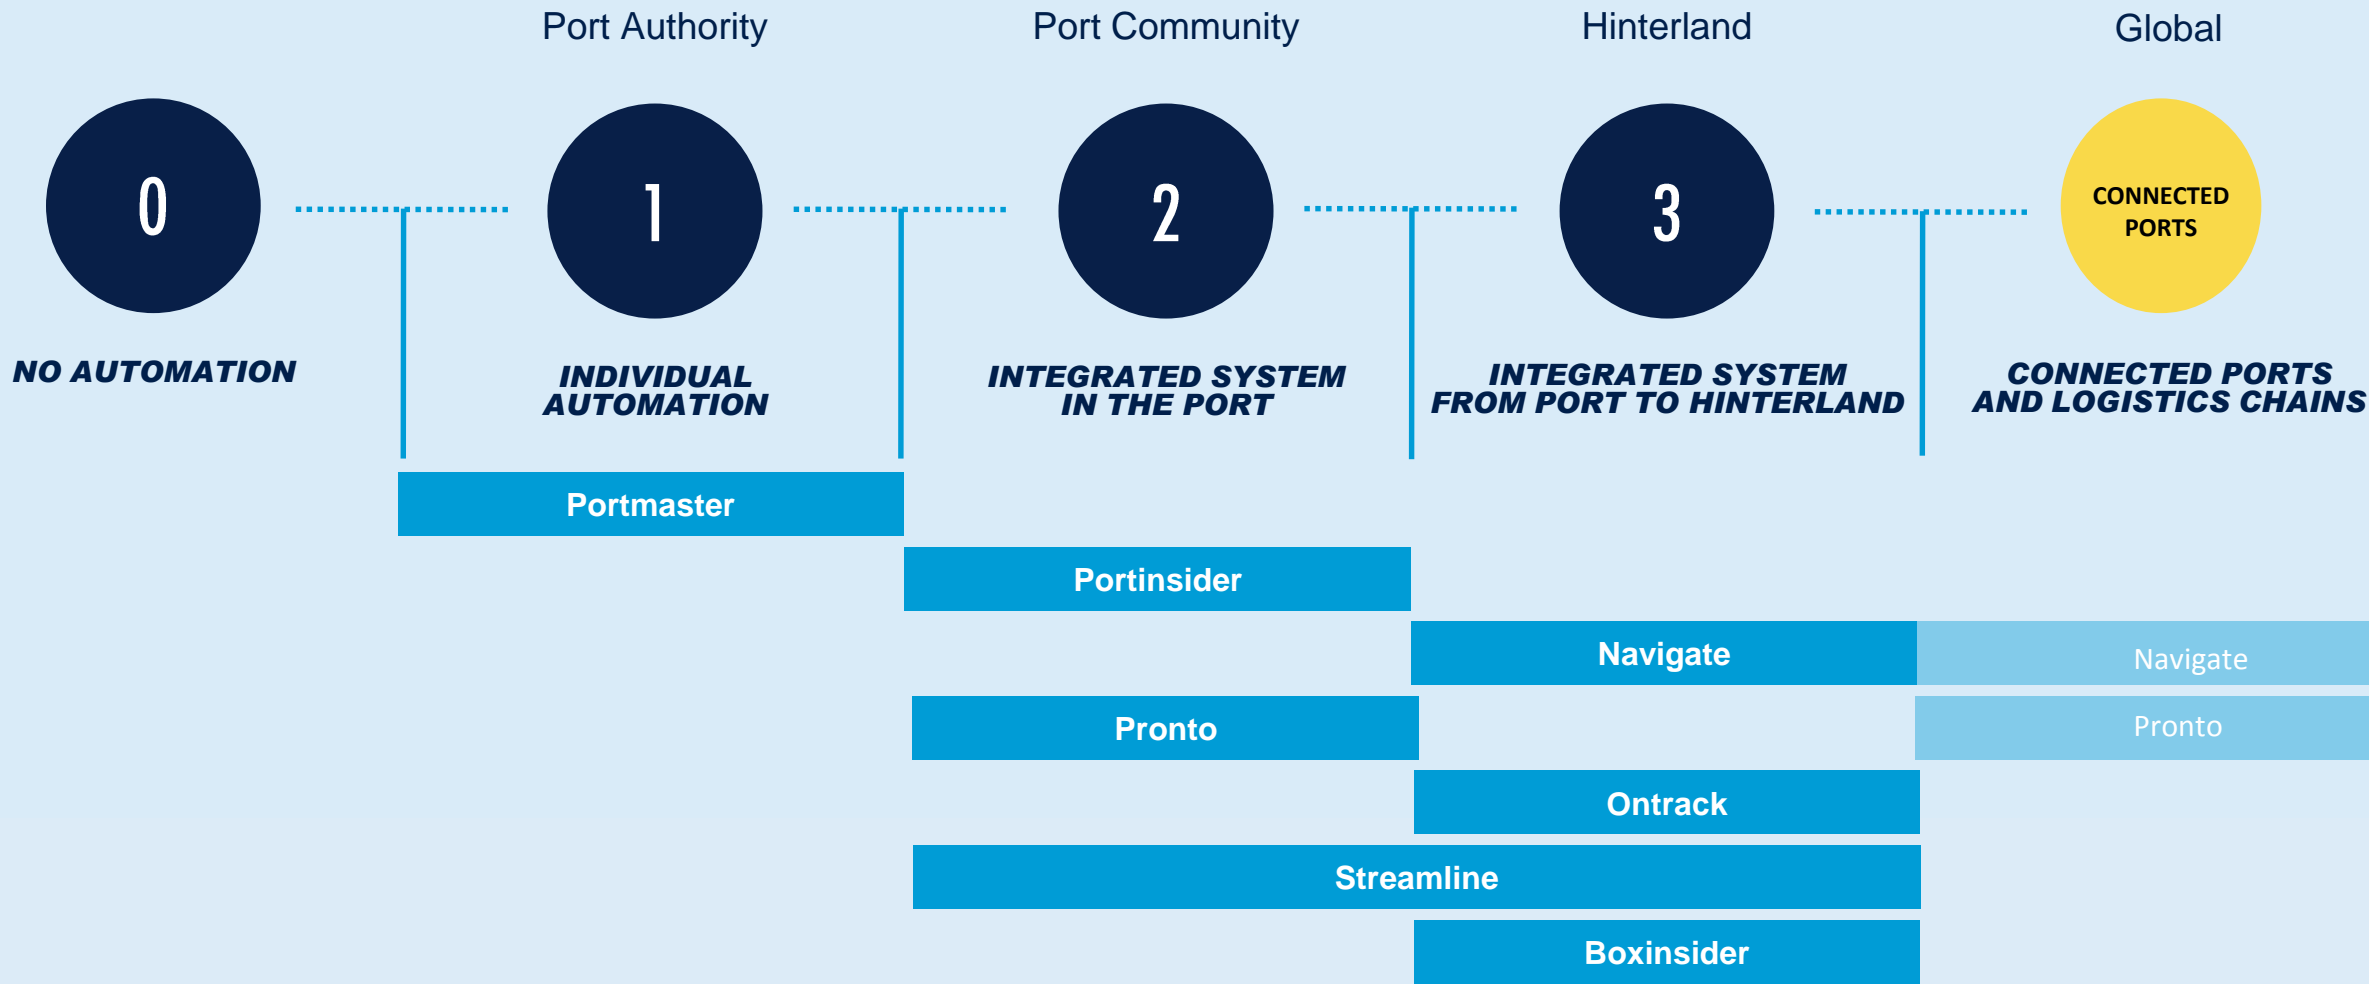 Port Authority
Port Community
Hinterland
Global
0
1
2
3
CONNECTED
PORTS
NO AUTOMATION
INDIVIDUAL
AUTOMATION
INTEGRATED SYSTEM
IN THE PORT
INTEGRATED SYSTEM
FROM PORT TO HINTERLAND
CONNECTED PORTS
AND LOGISTICS CHAINS
Portmaster
Portinsider
Navigate
Navigate
Pronto
Pronto
Ontrack
Streamline
Boxinsider